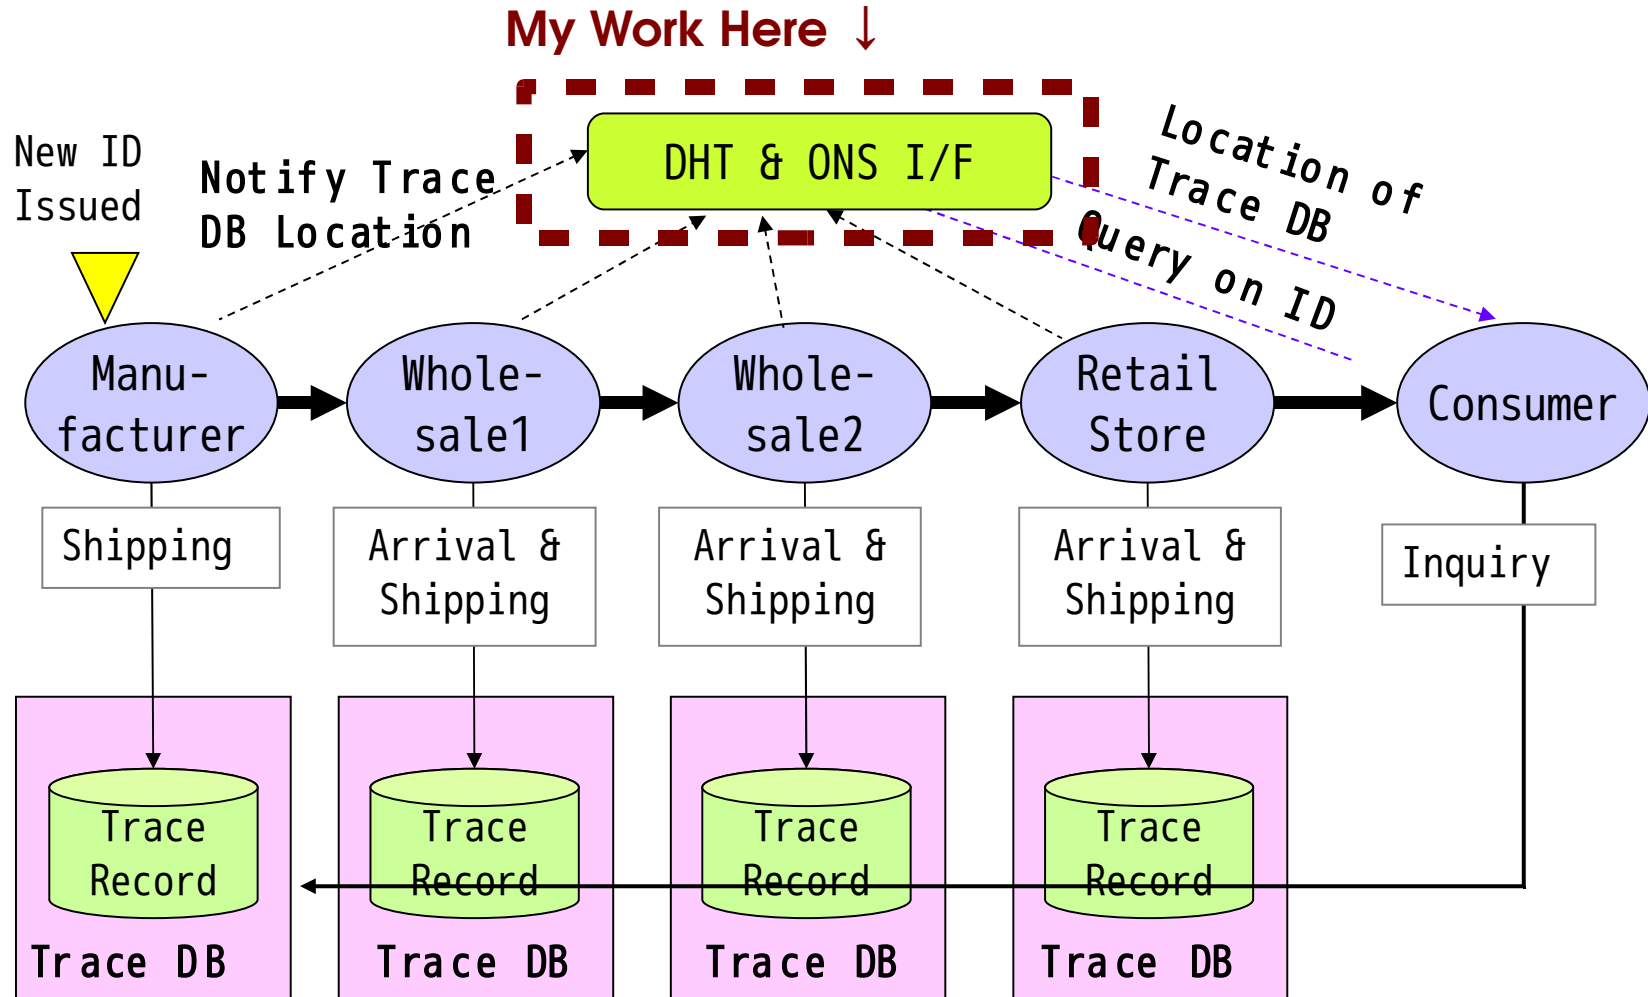 My Work Here ↓
New ID
Issued
Notify Trace
DB Location
DHT & ONS I/F
Location of
Trace DB
Query on ID
Manu-
facturer
Whole-
sale1
Whole-
sale2
Retail
Store
Consumer
Shipping
Arrival &
Shipping
Arrival &
Shipping
Arrival &
Shipping
Inquiry
Trace
Record
Trace
Record
Trace
Record
Trace
Record
Trace DB
Trace DB
Trace DB
Trace DB